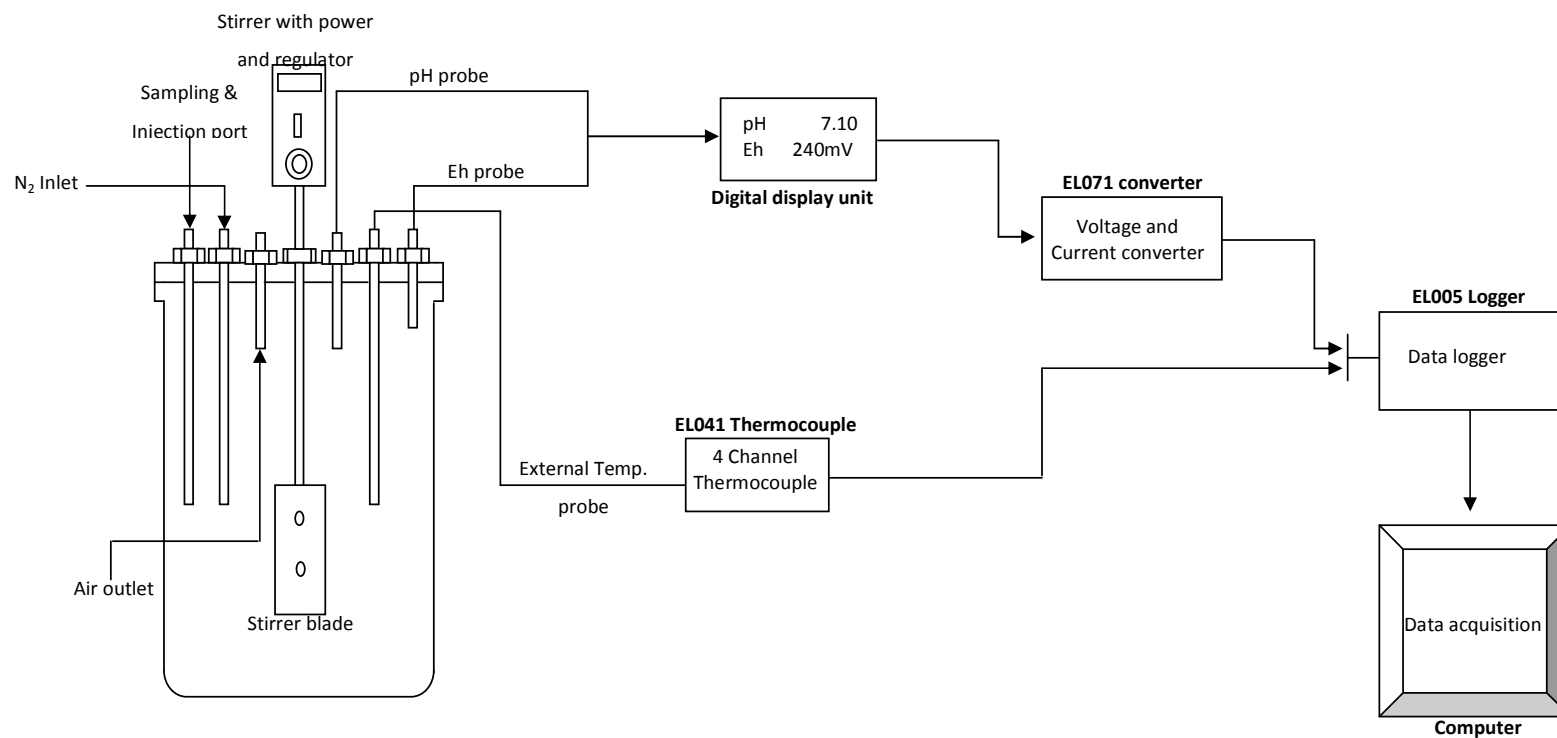 Stirrer with power
and regulator
pH probe
Sampling &
Injection port
N₂ Inlet
Eh probe
pH 7.10
Eh 240mV
Digital display unit
EL071 converter
Voltage and
Current converter
EL005 Logger
Data logger
EL041 Thermocouple
4 Channel
Thermocouple
External Temp.
probe
Air outlet
Stirrer blade
Data acquisition
Computer